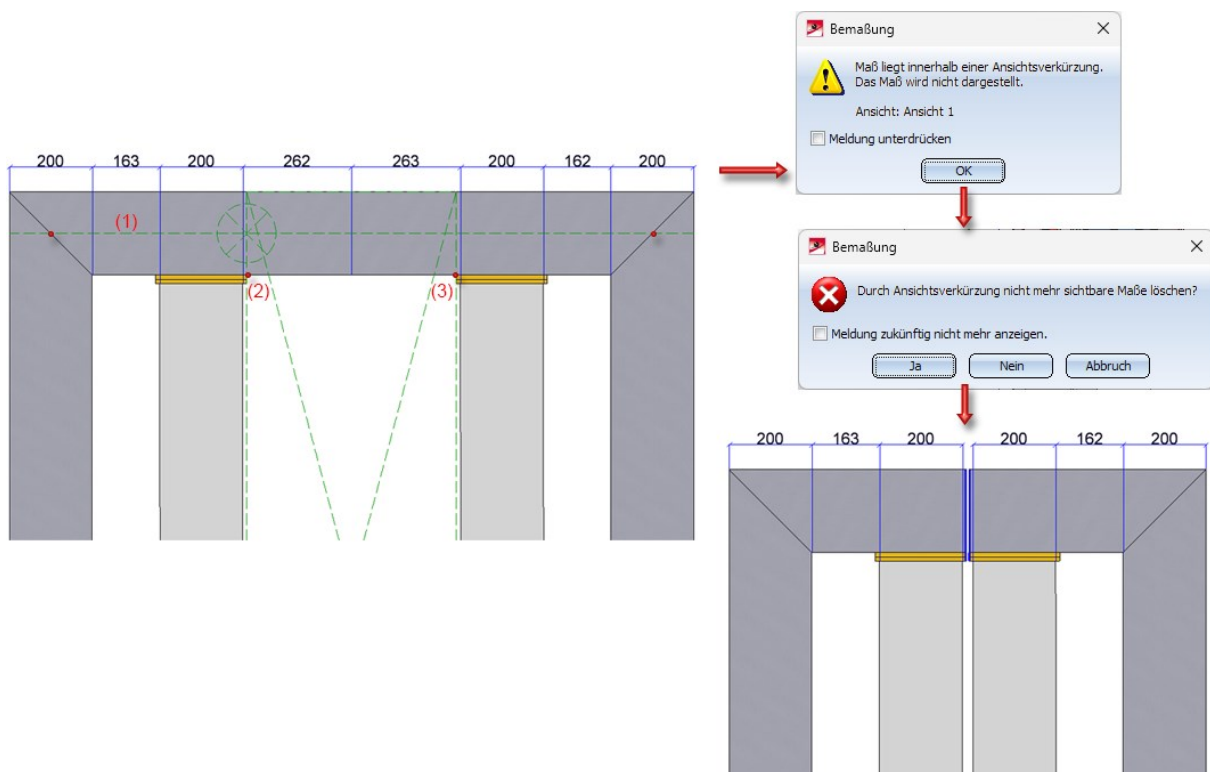 Bemaßung
Maß liegt innerhalb einer Ansichtsverkürzung.
Das Maß wird nicht dargestellt.
Ansicht: Ansicht 1
Meldung unterdrücken
OK
200 163 200 262 263 200 162 200
(1)
(2) (3)
Bemaßung
Durch Ansichtsverkürzung nicht mehr sichtbare Maße löschen?
Meldung zukünftig nicht mehr anzeigen.
Ja Nein Abbruch
200 163 200 200 162 200